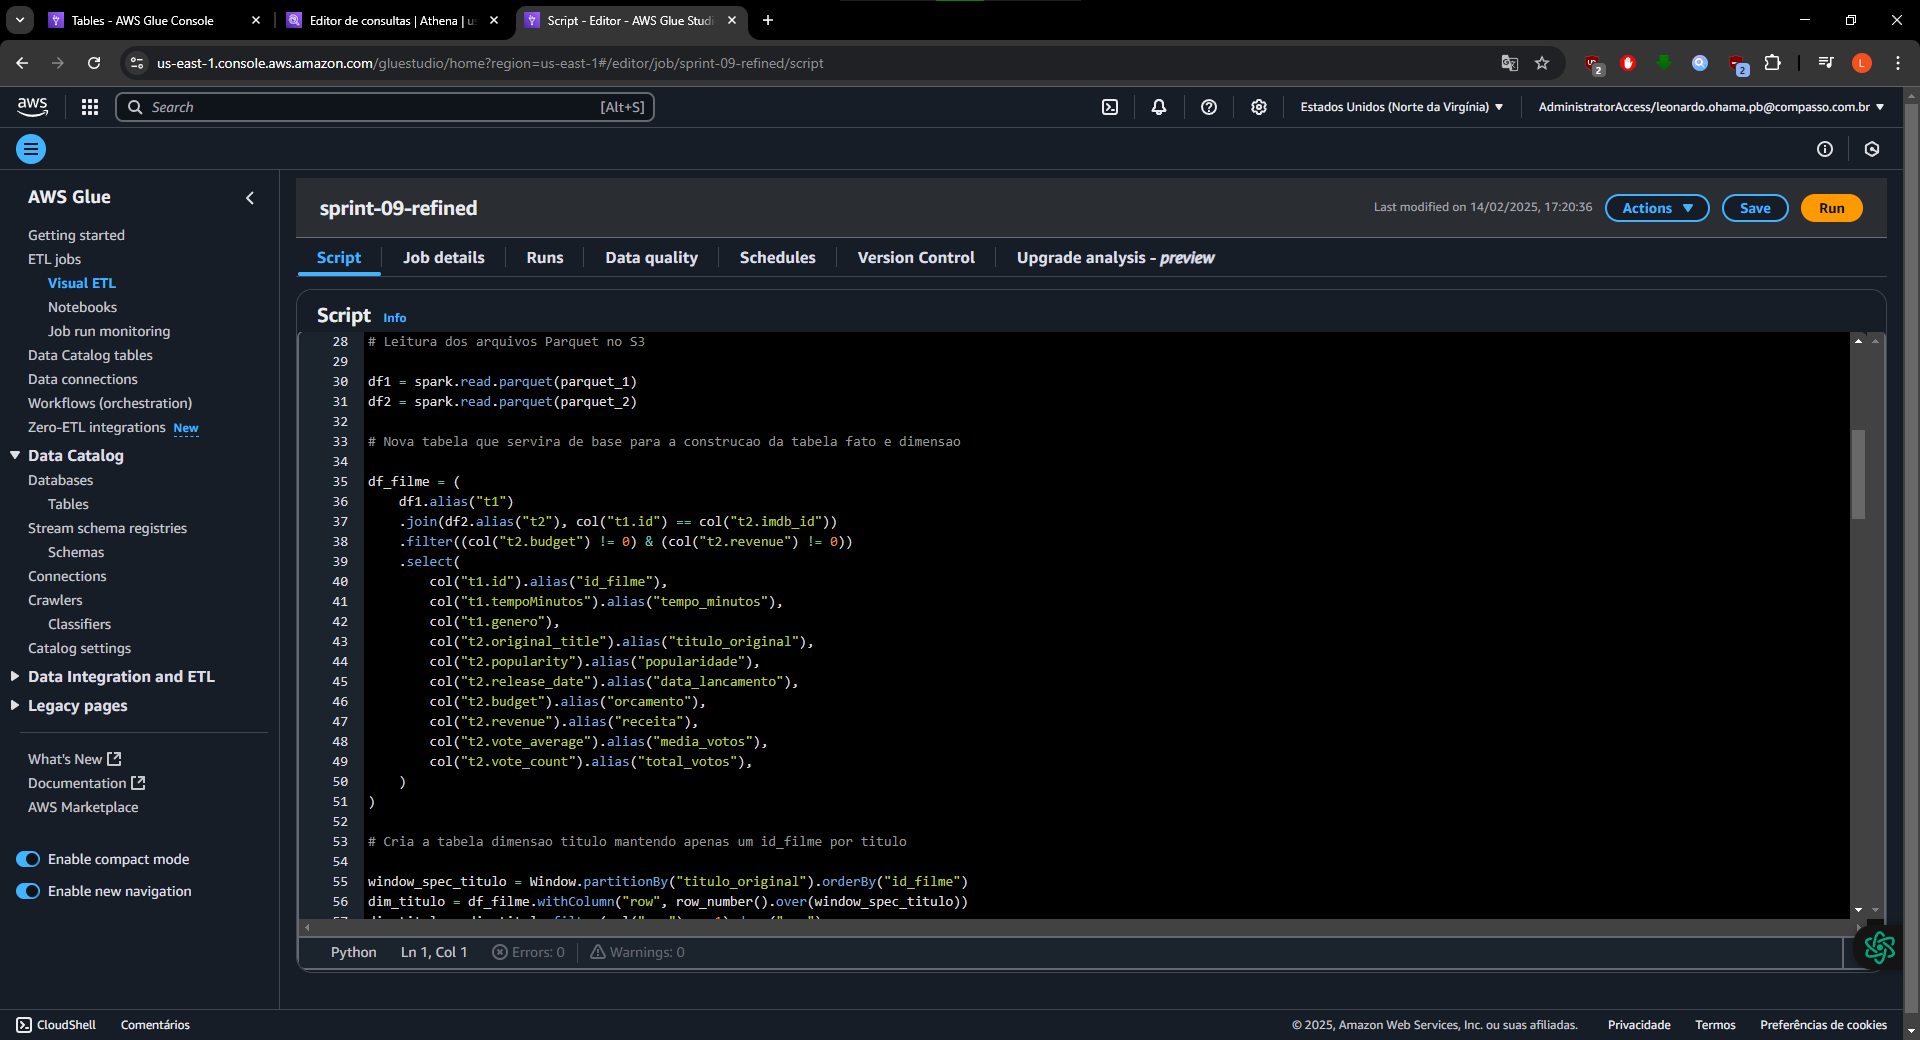 Tables - AWS Glue Console
Editor de consultas | Athena | us
Script - Editor - AWS Glue Studi
us-east-1.console.aws.amazon.com/gluestudio/home?region=us-east-1#/editor/job/sprint-09-refined/script
2
2
L
aws
Search
[Alt+S]
Estados Unidos (Norte da Virgínia)
AdministratorAccess/leonardo.ohama.pb@compasso.com.br
AWS Glue
Getting started
ETL jobs
Visual ETL
Notebooks
Job run monitoring
Data Catalog tables
Data connections
Workflows (orchestration)
Zero-ETL integrations New
Data Catalog
Databases
Tables
Stream schema registries
Schemas
Connections
Crawlers
Classifiers
Catalog settings
Data Integration and ETL
Legacy pages
What's New
Documentation
AWS Marketplace
Enable compact mode
Enable new navigation
sprint-09-refined
Last modified on 14/02/2025, 17:20:36
Actions
Save
Run
Script
Job details
Runs
Data quality
Schedules
Version Control
Upgrade analysis - preview
Script Info
28 # Leitura dos arquivos Parquet no S3
29
30 df1 = spark.read.parquet(parquet_1)
31 df2 = spark.read.parquet(parquet_2)
32
33 # Nova tabela que servira de base para a construcao da tabela fato e dimensao
34
35 df_filme = (
36     df1.alias("t1")
37     .join(df2.alias("t2"), col("t1.id") == col("t2.imdb_id"))
38     .filter((col("t2.budget") != 0) & (col("t2.revenue") != 0))
39     .select(
40         col("t1.id").alias("id_filme"),
41         col("t1.tempoMinutos").alias("tempo_minutos"),
42         col("t1.genero"),
43         col("t2.original_title").alias("titulo_original"),
44         col("t2.popularity").alias("popularidade"),
45         col("t2.release_date").alias("data_lancamento"),
46         col("t2.budget").alias("orcamento"),
47         col("t2.revenue").alias("receita"),
48         col("t2.vote_average").alias("media_votos"),
49         col("t2.vote_count").alias("total_votos"),
50     )
51 )
52
53 # Cria a tabela dimensao titulo mantendo apenas um id_filme por titulo
54
55 window_spec_titulo = Window.partitionBy("titulo_original").orderBy("id_filme")
56 dim_titulo = df_filme.withColumn("row", row_number().over(window_spec_titulo))
Python
Ln 1, Col 1
Errors: 0
Warnings: 0
CloudShell
Comentários
© 2025, Amazon Web Services, Inc. ou suas afiliadas.
Privacidade
Termos
Preferências de cookies